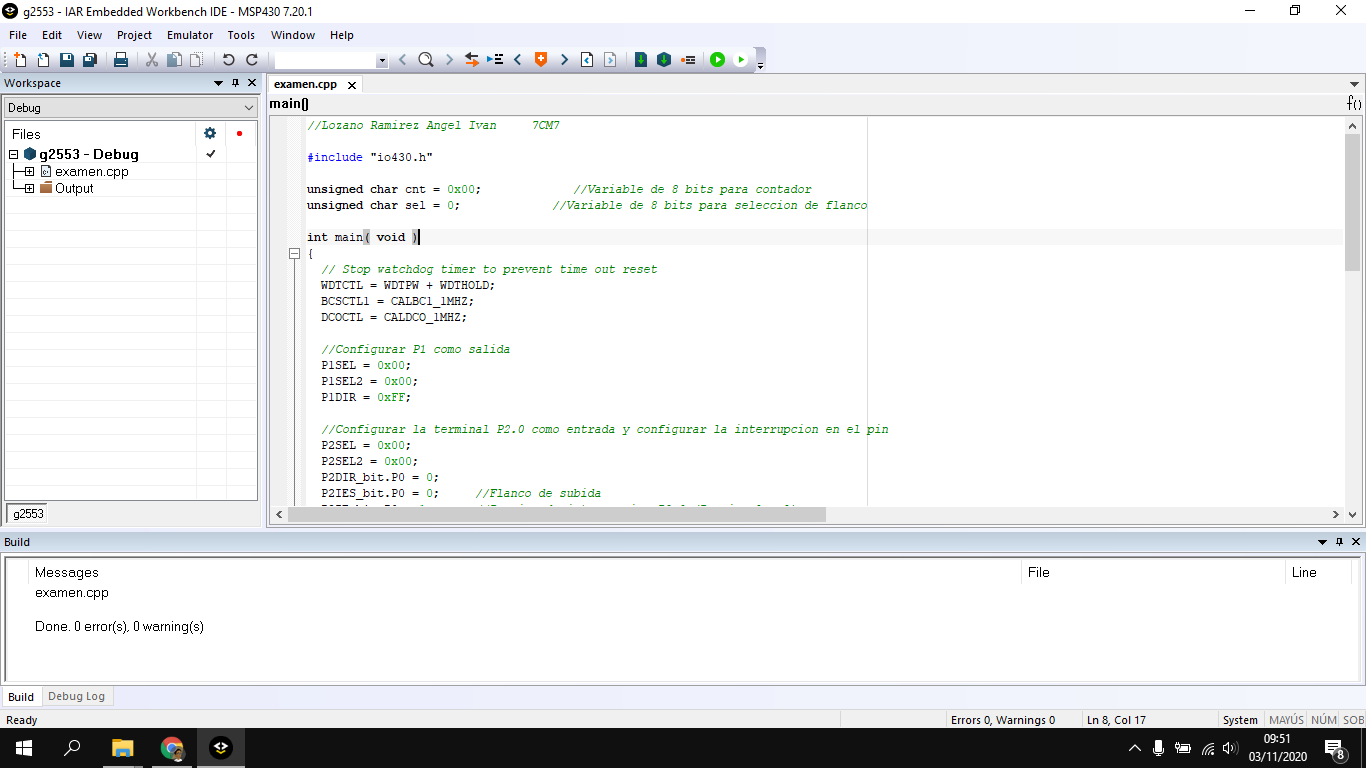 g2553 - IAR Embedded Workbench IDE - MSP430 7.20.1
File Edit View Project Emulator Tools Window Help
Workspace
Debug
Files
g2553 - Debug
examen.cpp
Output
g2553
examen.cpp
main()
f()
//Lozano Ramirez Angel Ivan     7CM7
#include "io430.h"
unsigned char cnt = 0x00;             //Variable de 8 bits para contador
unsigned char sel = 0;             //Variable de 8 bits para seleccion de flanco
int main( void )
{
  // Stop watchdog timer to prevent time out reset
  WDTCTL = WDTPW + WDTHOLD;
  BCSCTL1 = CALBC1_1MHZ;
  DCOCTL = CALDCO_1MHZ;
  //Configurar P1 como salida
  P1SEL = 0x00;
  P1SEL2 = 0x00;
  P1DIR = 0xFF;
  //Configurar la terminal P2.0 como entrada y configurar la interrupcion en el pin
  P2SEL = 0x00;
  P2SEL2 = 0x00;
  P2DIR_bit.P0 = 0;
  P2IES_bit.P0 = 0;     //Flanco de subida
Build
Messages File Line
examen.cpp
Done. 0 error(s), 0 warning(s)
Build Debug Log
Ready Errors 0, Warnings 0 Ln 8, Col 17 System MAYÚS NÚM SOB
09:51
03/11/2020
8